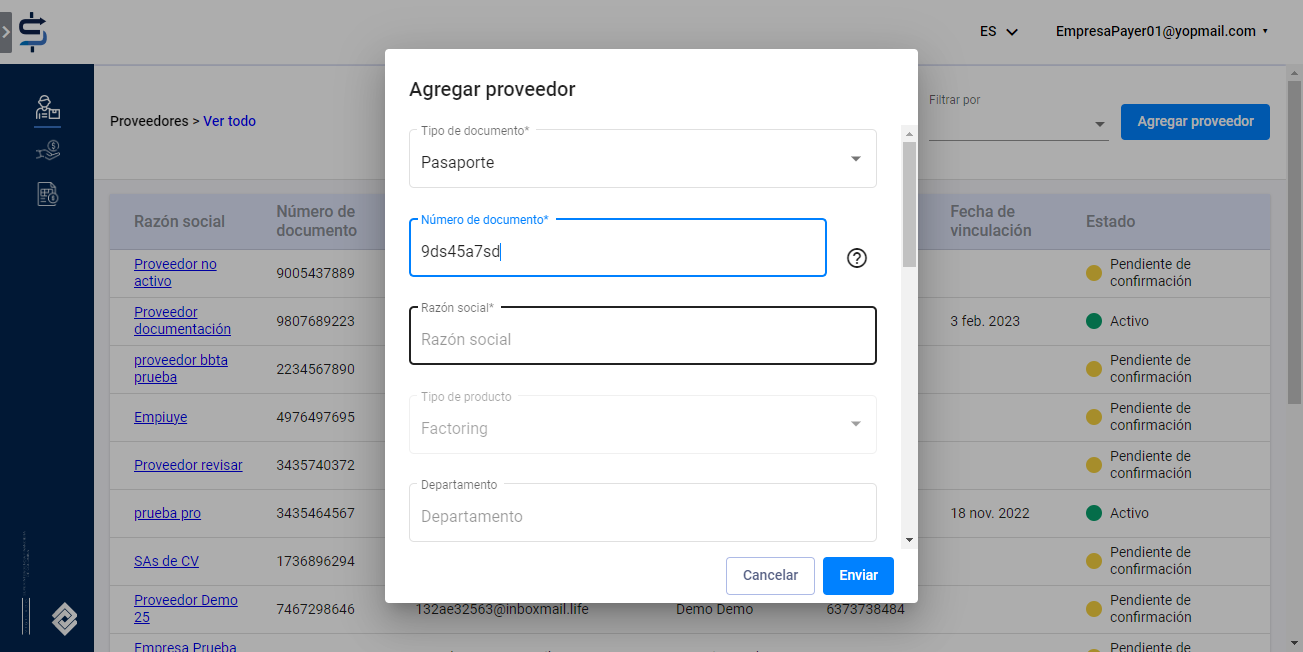 ES
EmpresaPayer01@yopmail.com
Proveedores > Ver todo
Filtrar por
Agregar proveedor
Razón social
Número de
documento
Fecha de
vinculación
Estado
Proveedor no
activo
9005437889
Pendiente de
confirmación
Proveedor
documentación
9807689223
3 feb. 2023
Activo
proveedor bbta
prueba
2234567890
Pendiente de
confirmación
Empiuye
4976497695
Pendiente de
confirmación
Proveedor revisar
3435740372
Pendiente de
confirmación
prueba pro
3435464567
18 nov. 2022
Activo
SAs de CV
1736896294
Pendiente de
confirmación
Proveedor Demo
25
7467298646
132ae32563@inboxmail.life
Demo Demo
6373738484
Pendiente de
confirmación
Empresa Prueba
Pendiente de
Agregar proveedor
Tipo de documento*
Pasaporte
Número de documento*
9ds45a7sd
Razón social*
Razón social
Tipo de producto
Factoring
Departamento
Departamento
Cancelar
Enviar